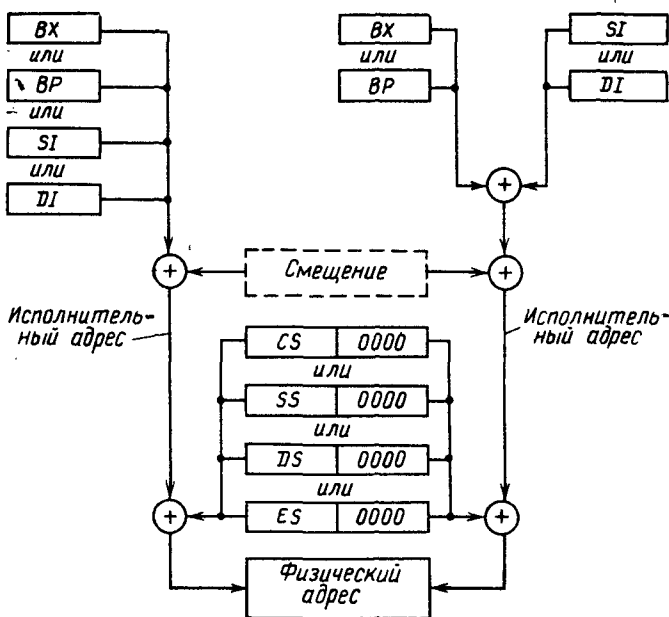 BX
или
BP
или
SI
или
DI
BX
или
BP
SI
или
DI
Смещение
Исполнитель-
ный адрес
Исполнитель-
ный адрес
CS 0000
или
SS 0000
или
DS 0000
или
ES 0000
Физический
адрес